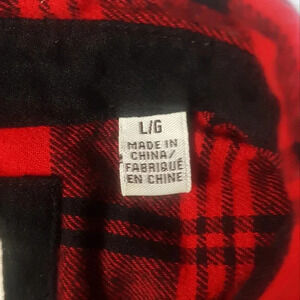 L/G
MADE IN
CHINA/
FABRIQUÉ
EN CHINE